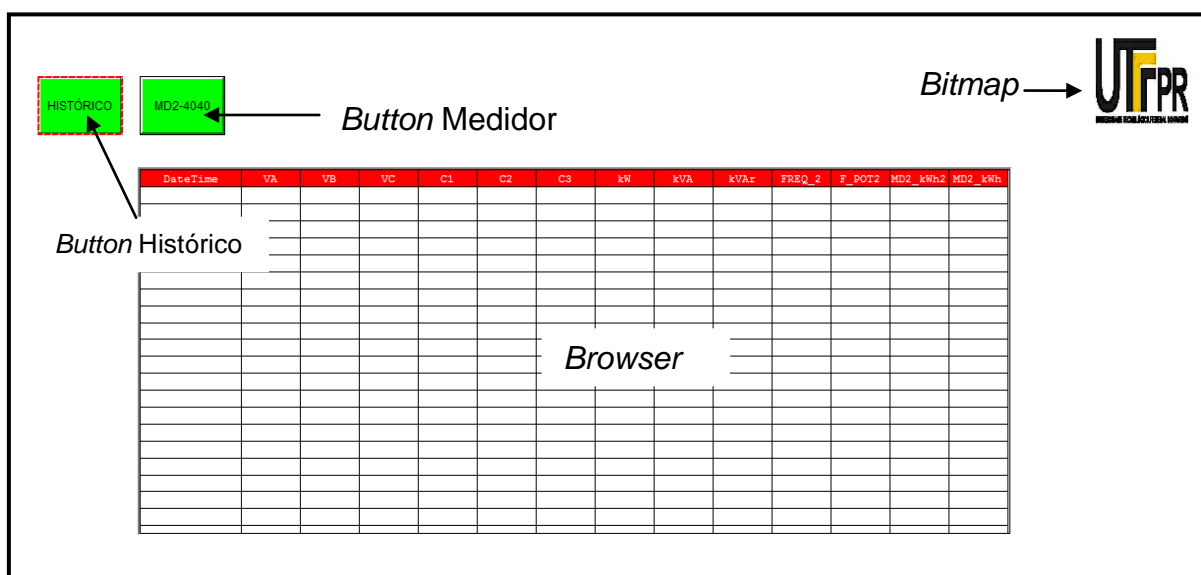 HISTÓRICO
MD2-4040
Button Medidor
Bitmap
UTFPR
DateTime VA VB VC C1 C2 C3 kW kVA kVAr FREQ_2 F_POT2 MD2_kWh2 MD2_kWh
Button Histórico
Browser